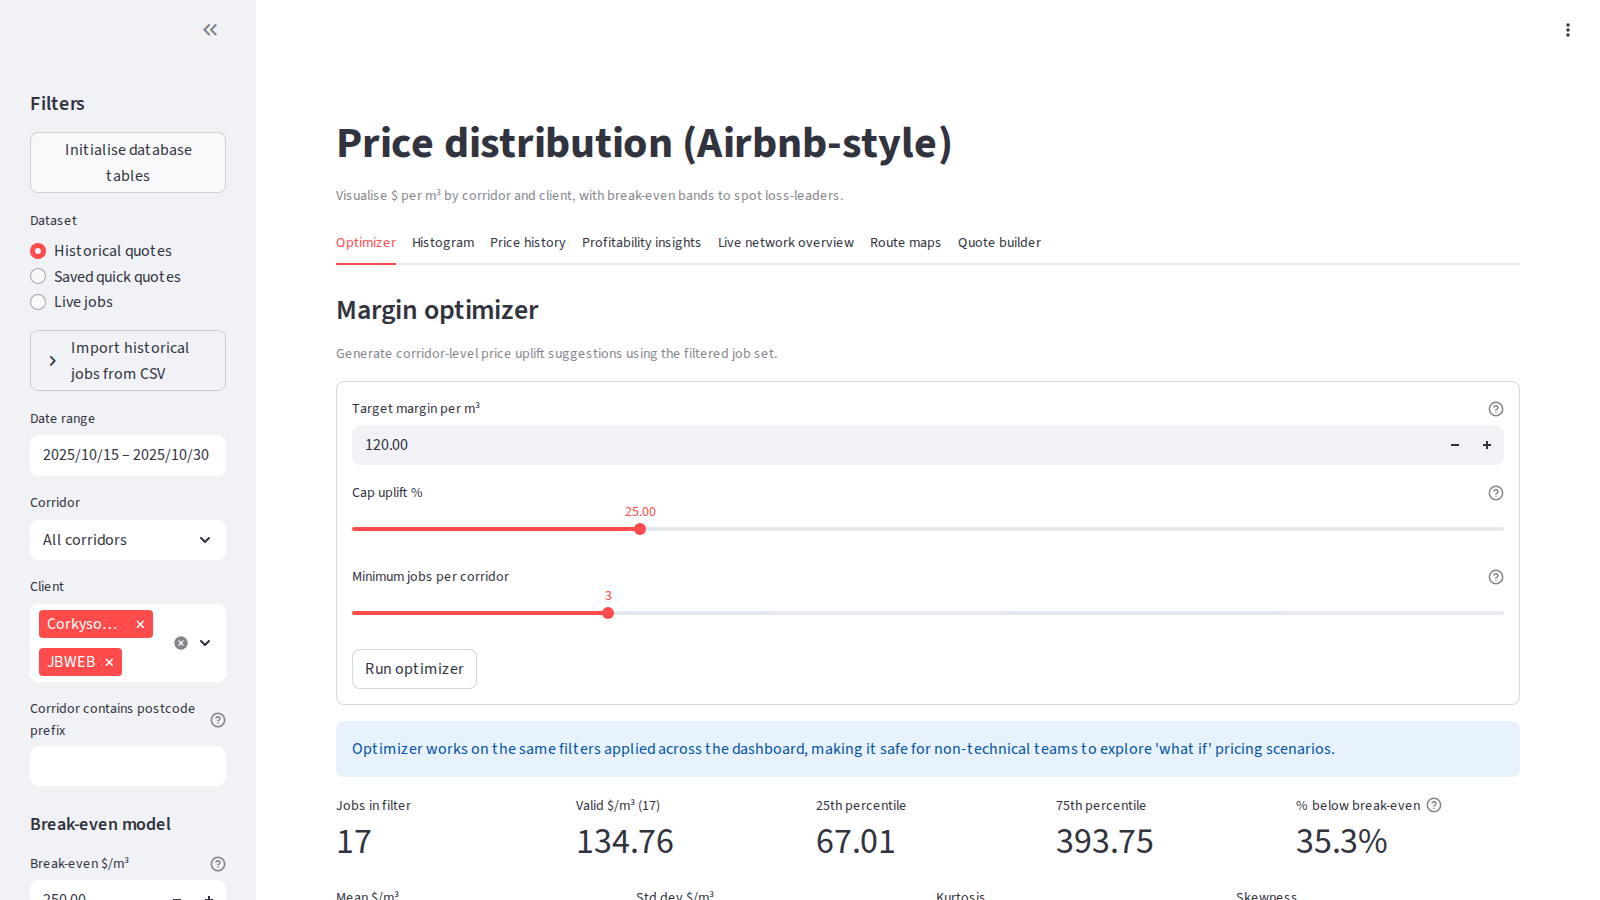 Filters
Initialise database
tables
Dataset
Historical quotes
Saved quick quotes
Live jobs
Import historical
jobs from CSV
Date range
2025/10/15 – 2025/10/30
Corridor
All corridors
Client
Corkyso...
JBWEB
Corridor contains postcode
prefix
Break-even model
Break-even $/m³
250.00
Price distribution (Airbnb-style)
Visualise $ per m³ by corridor and client, with break-even bands to spot loss-leaders.
Optimizer Histogram Price history Profitability insights Live network overview Route maps Quote builder
Margin optimizer
Generate corridor-level price uplift suggestions using the filtered job set.
Target margin per m³
120.00
Cap uplift %
25.00
Minimum jobs per corridor
3
Run optimizer
Optimizer works on the same filters applied across the dashboard, making it safe for non-technical teams to explore 'what if' pricing scenarios.
Jobs in filter Valid $/m³ (17) 25th percentile 75th percentile % below break-even
17 134.76 67.01 393.75 35.3%
Mean $/m³ Std dev $/m³ Kurtosis Skewness